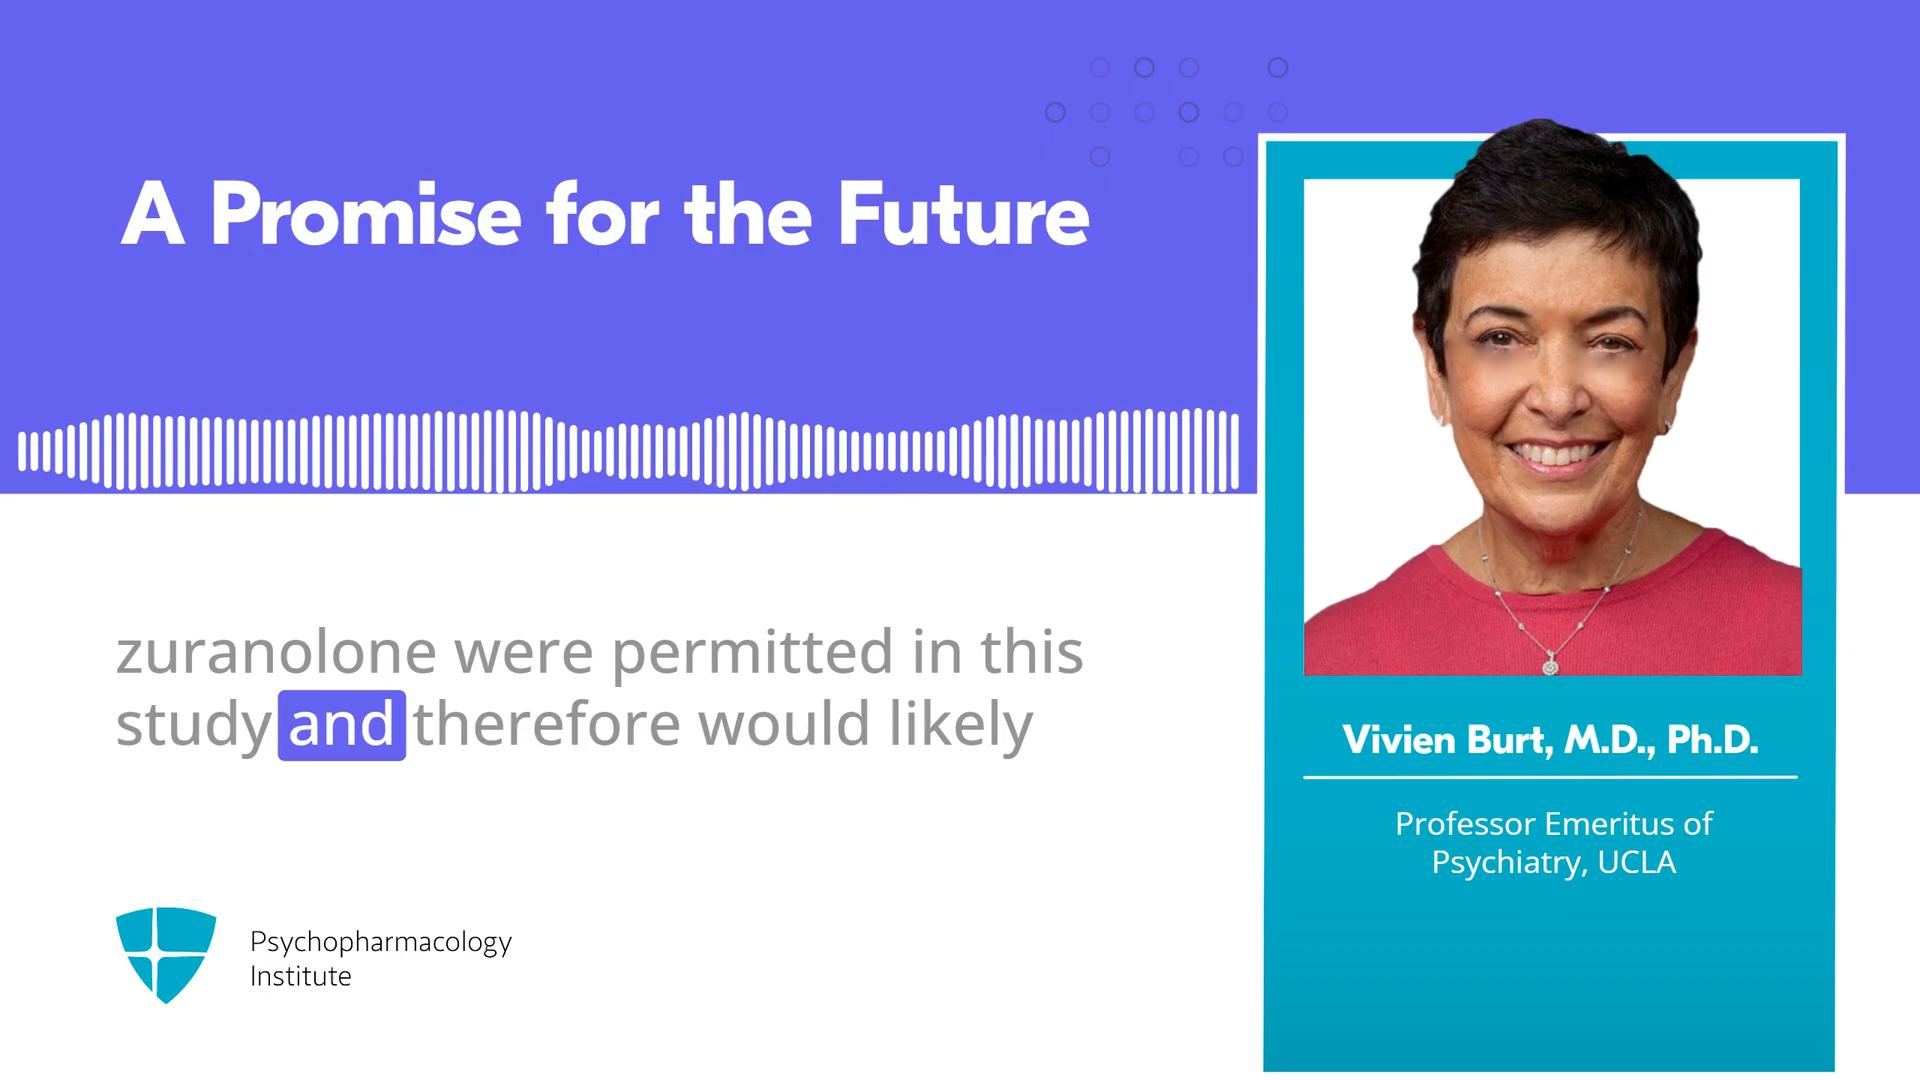 A Promise for the Future
zuranolone were permitted in this
study and therefore would likely
Psychopharmacology
Institute
Vivien Burt, M.D., Ph.D.
Professor Emeritus of
Psychiatry, UCLA